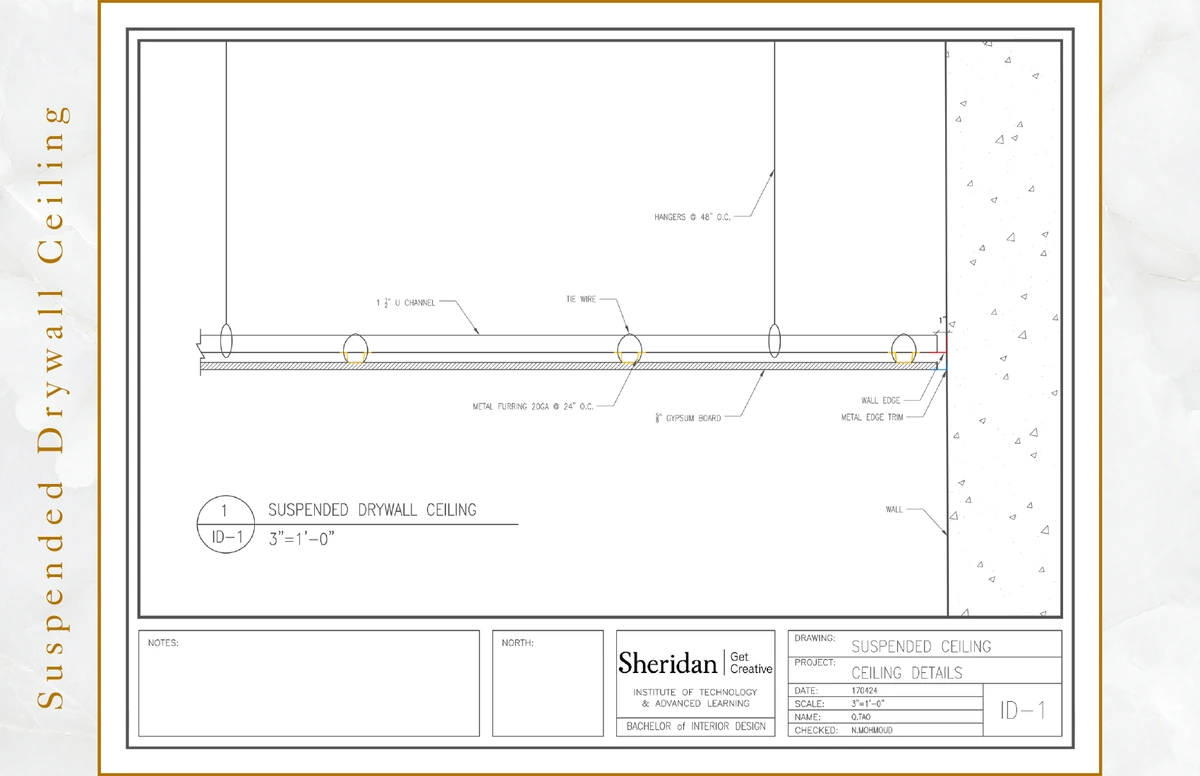 Suspended Drywall Ceiling
HANGERS @ 48" O.C.
1 ½" U CHANNEL
TIE WIRE
1"
METAL FURRING 20GA @ 24" O.C.
GYPSUM BOARD
WALL EDGE
METAL EDGE TRIM
WALL
1
ID-1
SUSPENDED DRYWALL CEILING
3"=1'-0"
NOTES:
NORTH:
Sheridan | Get Creative
INSTITUTE OF TECHNOLOGY
& ADVANCED LEARNING
BACHELOR of INTERIOR DESIGN
DRAWING: SUSPENDED CEILING
PROJECT: CEILING DETAILS
DATE: 170424
SCALE: 3"=1'-0"
NAME: Q.TAO
CHECKED: N.MOHMOUD
ID-1